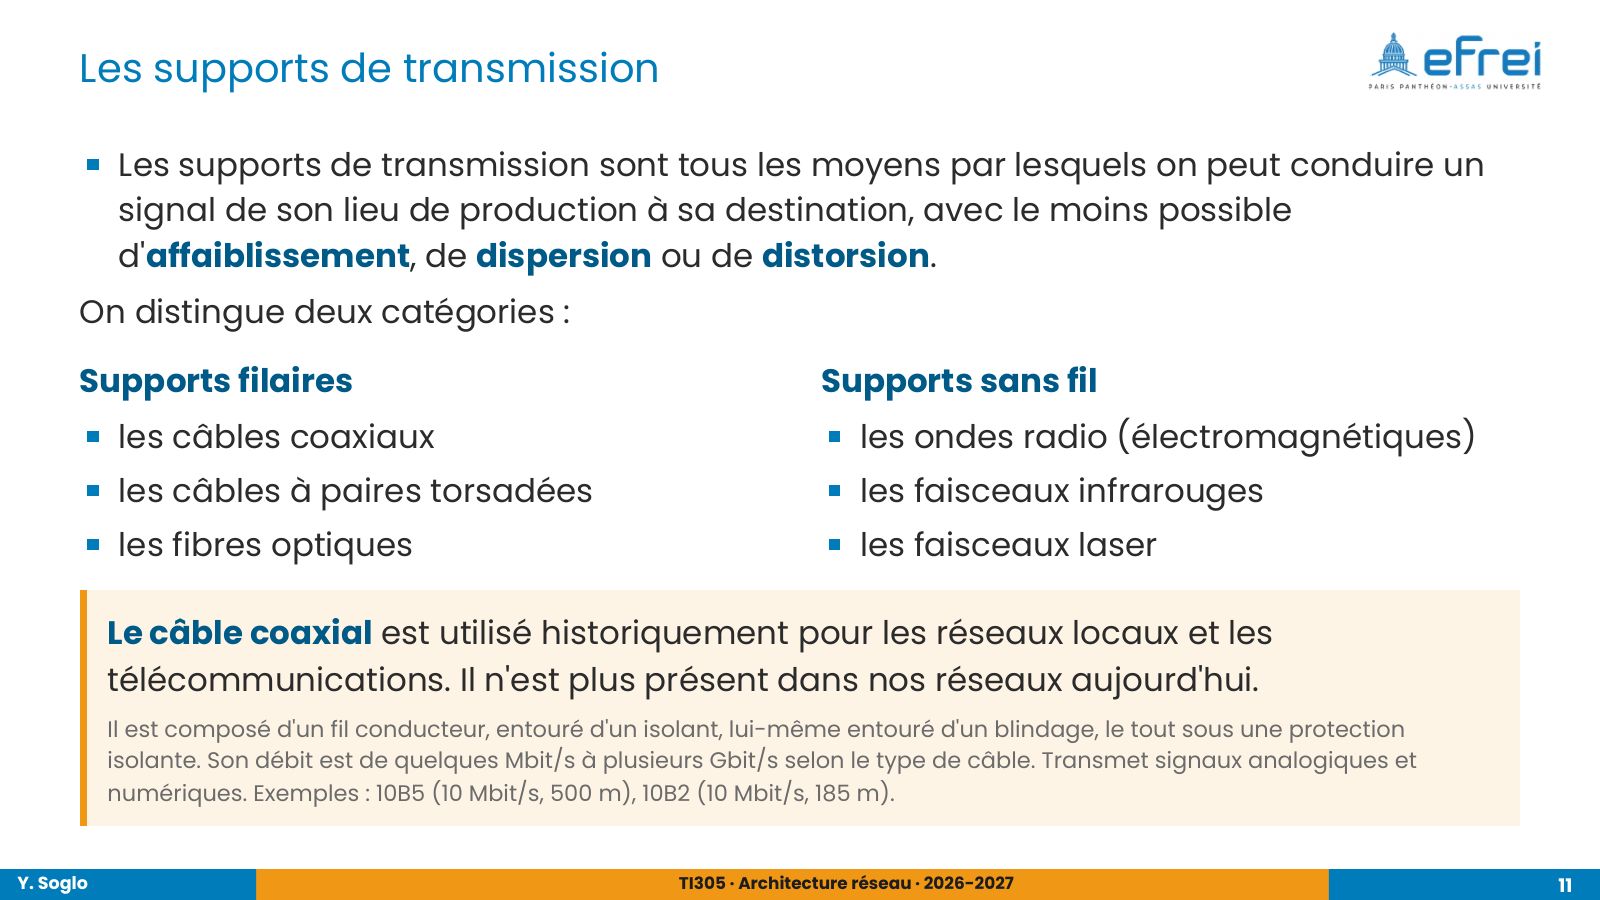 Les supports de transmission
efrei
PARIS PANTHÉON-ASSAS UNIVERSITÉ
▪ Les supports de transmission sont tous les moyens par lesquels on peut conduire un
signal de son lieu de production à sa destination, avec le moins possible
d'affaiblissement, de dispersion ou de distorsion.
On distingue deux catégories :
Supports filaires
▪ les câbles coaxiaux
▪ les câbles à paires torsadées
▪ les fibres optiques
Supports sans fil
▪ les ondes radio (électromagnétiques)
▪ les faisceaux infrarouges
▪ les faisceaux laser
Le câble coaxial est utilisé historiquement pour les réseaux locaux et les
télécommunications. Il n'est plus présent dans nos réseaux aujourd'hui.
Il est composé d'un fil conducteur, entouré d'un isolant, lui-même entouré d'un blindage, le tout sous une protection
isolante. Son débit est de quelques Mbit/s à plusieurs Gbit/s selon le type de câble. Transmet signaux analogiques et
numériques. Exemples : 10B5 (10 Mbit/s, 500 m), 10B2 (10 Mbit/s, 185 m).
Y. Soglo
TI305 · Architecture réseau · 2026-2027
11